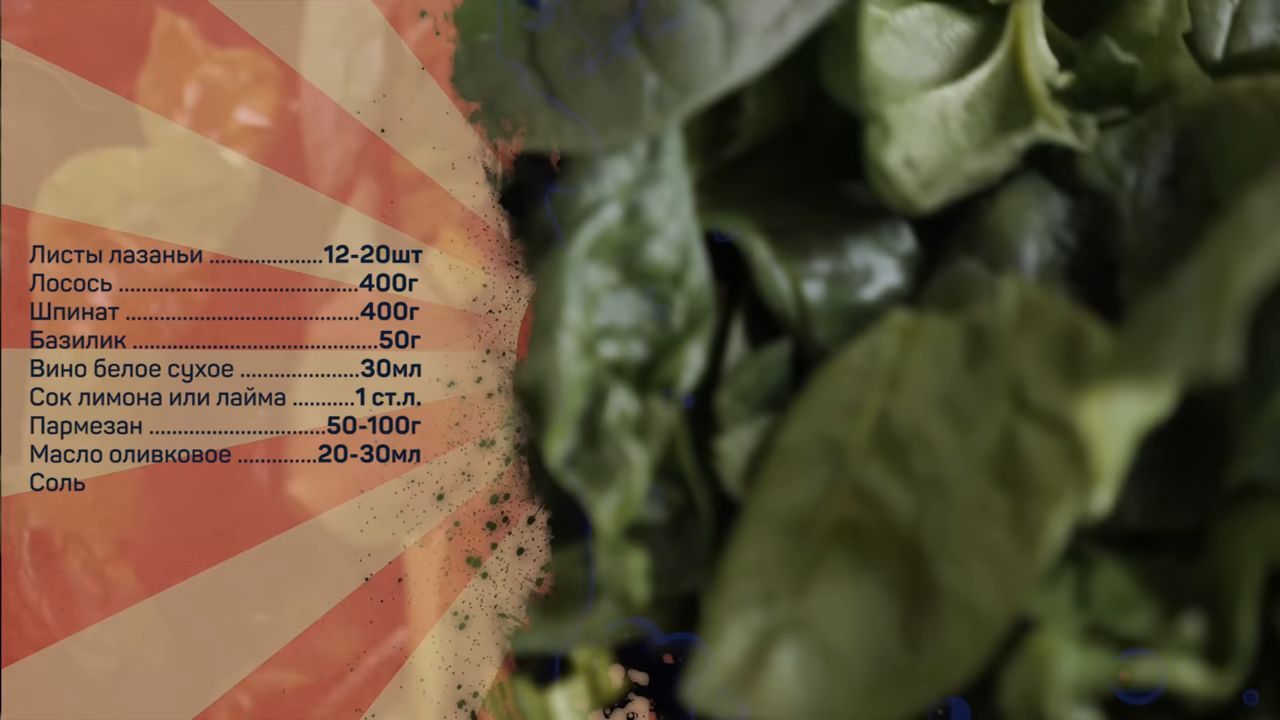 Листы лазаньи ...................12-20шт
Лосось ........................................400г
Шпинат .......................................400г
Базилик .........................................50г
Вино белое сухое ....................30мл
Сок лимона или лайма ..........1 ст.л.
Пармезан .............................50-100г
Масло оливковое .............20-30мл
Соль